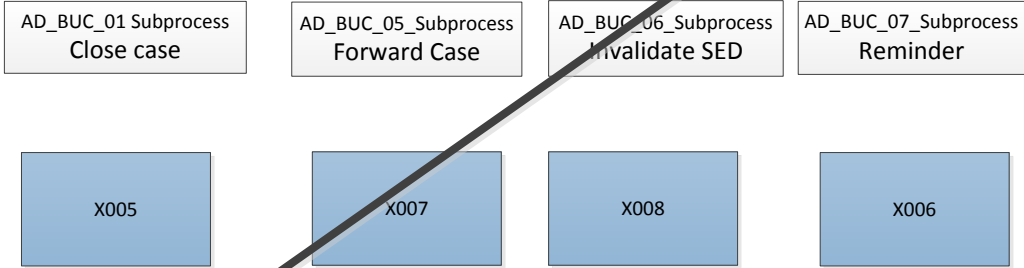 AD_BUC_01 Subprocess
Close case
AD_BUC_05_Subprocess
Forward Case
AD_BUC_06_Subprocess
Invalidate SED
AD_BUC_07_Subprocess
Reminder
X005
X007
X008
X006